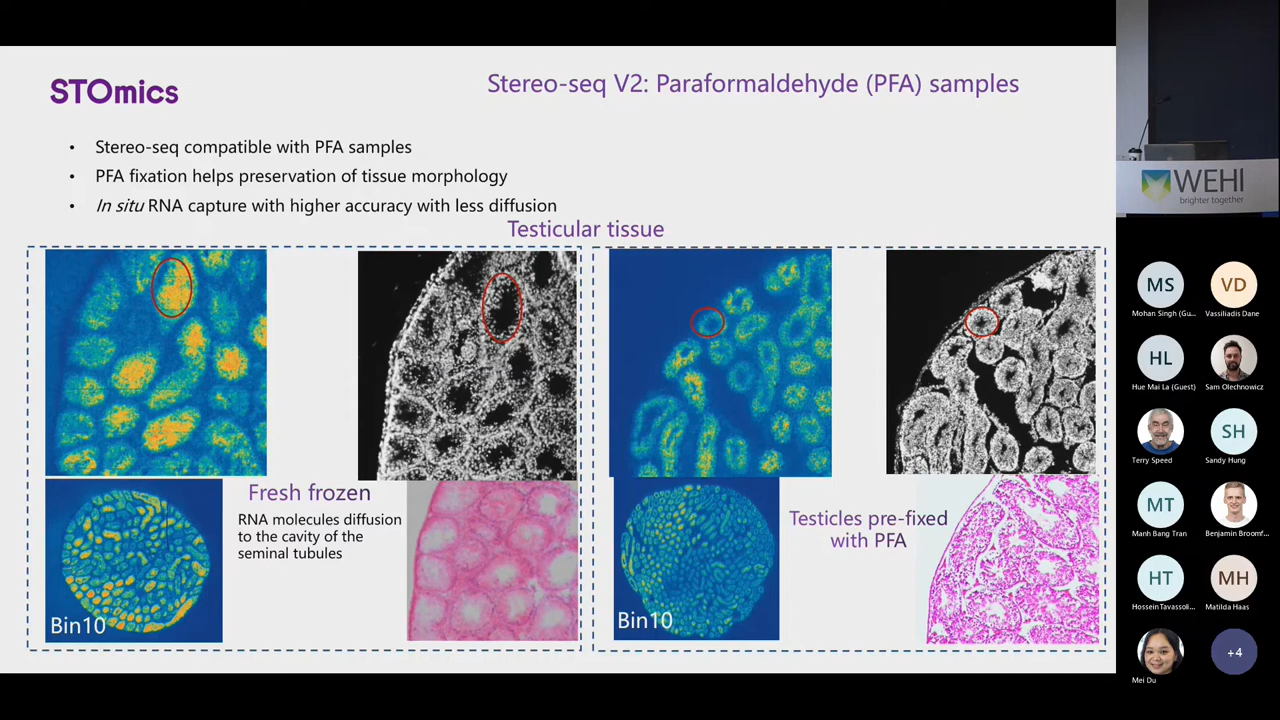 STOmics
Stereo-seq V2: Paraformaldehyde (PFA) samples
• Stereo-seq compatible with PFA samples
• PFA fixation helps preservation of tissue morphology
• In situ RNA capture with higher accuracy with less diffusion
Testicular tissue
Fresh frozen
RNA molecules diffusion
to the cavity of the
seminal tubules
Bin10
Testicles pre-fixed
with PFA
Bin10
WEHI
brighter together
MS
Mohan Singh (Gu...
VD
Vassiliadis Dane
HL
Hue Mai La (Guest)
Sam Olechnowicz
Terry Speed
SH
Sandy Hung
MT
Manh Bang Tran
Benjamin Broomf...
HT
Hossein Tavassoli...
MH
Matilda Haas
Mei Du
+4